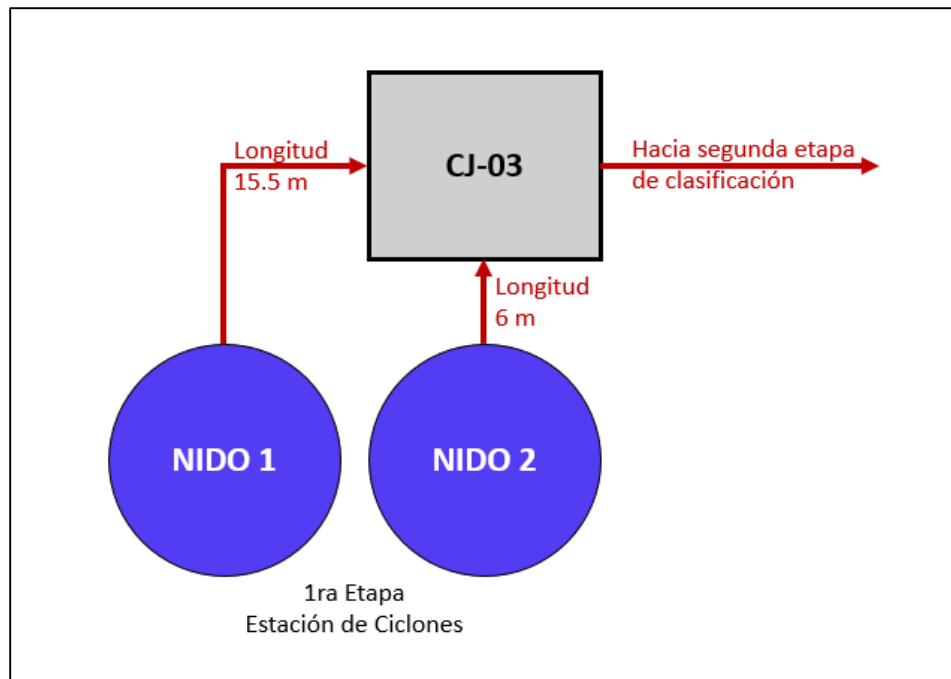 CJ-03
Longitud
15.5 m
Hacia segunda etapa
de clasificación
Longitud
6 m
NIDO 1
NIDO 2
1ra Etapa
Estación de Ciclones